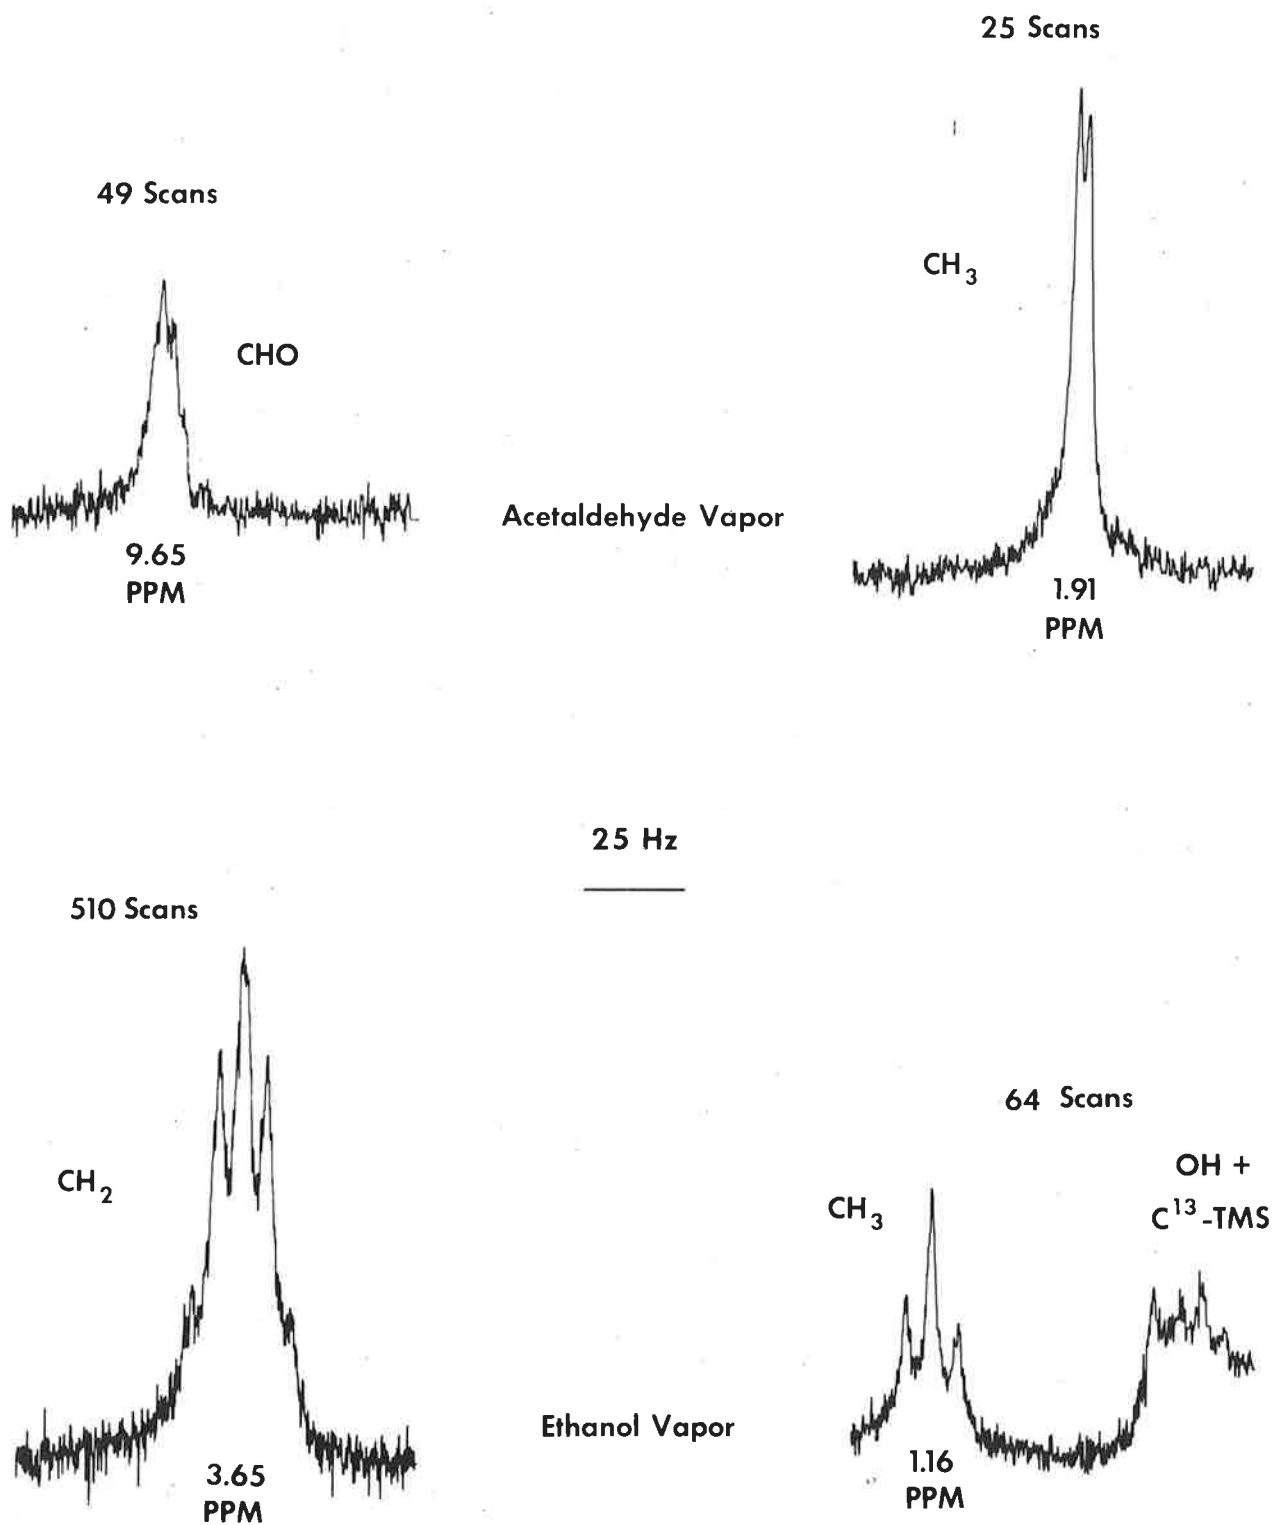 25 Scans
49 Scans
CH3
CHO
Acetaldehyde Vapor
9.65
PPM
1.91
PPM
25 Hz
510 Scans
64 Scans
CH2
OH +
CH3
C13-TMS
Ethanol Vapor
3.65
PPM
1.16
PPM